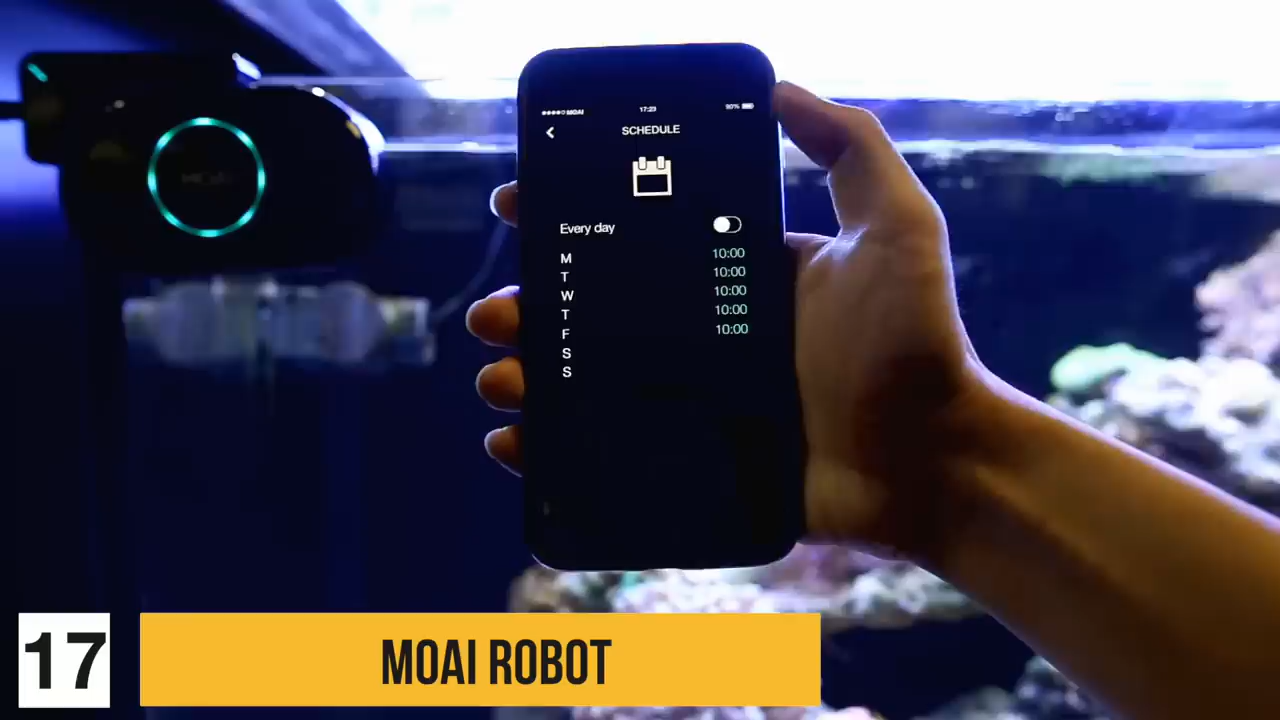 MOAI 17:23 90%
SCHEDULE
Every day
M 10:00
T 10:00
W 10:00
T 10:00
F 10:00
S
S
MOAI
17 MOAI ROBOT